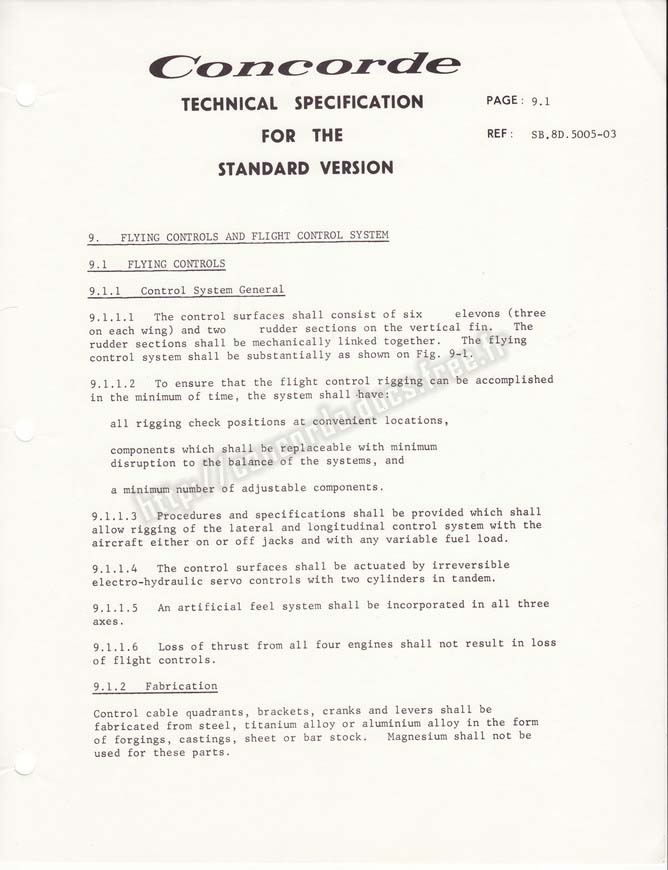 Concorde
TECHNICAL SPECIFICATION
FOR THE
STANDARD VERSION
PAGE: 9.1
REF: SB.8D.5005-03
9. FLYING CONTROLS AND FLIGHT CONTROL SYSTEM
9.1 FLYING CONTROLS
9.1.1 Control System General
9.1.1.1 The control surfaces shall consist of six elevons (three
on each wing) and two rudder sections on the vertical fin. The
rudder sections shall be mechanically linked together. The flying
control system shall be substantially as shown on Fig. 9-1.
9.1.1.2 To ensure that the flight control rigging can be accomplished
in the minimum of time, the system shall have:
all rigging check positions at convenient locations,
components which shall be replaceable with minimum
disruption to the balance of the systems, and
a minimum number of adjustable components.
9.1.1.3 Procedures and specifications shall be provided which shall
allow rigging of the lateral and longitudinal control system with the
aircraft either on or off jacks and with any variable fuel load.
9.1.1.4 The control surfaces shall be actuated by irreversible
electro-hydraulic servo controls with two cylinders in tandem.
9.1.1.5 An artificial feel system shall be incorporated in all three
axes.
9.1.1.6 Loss of thrust from all four engines shall not result in loss
of flight controls.
9.1.2 Fabrication
Control cable quadrants, brackets, cranks and levers shall be
fabricated from steel, titanium alloy or aluminium alloy in the form
of forgings, castings, sheet or bar stock. Magnesium shall not be
used for these parts.
http://concorde.docs.free.fr